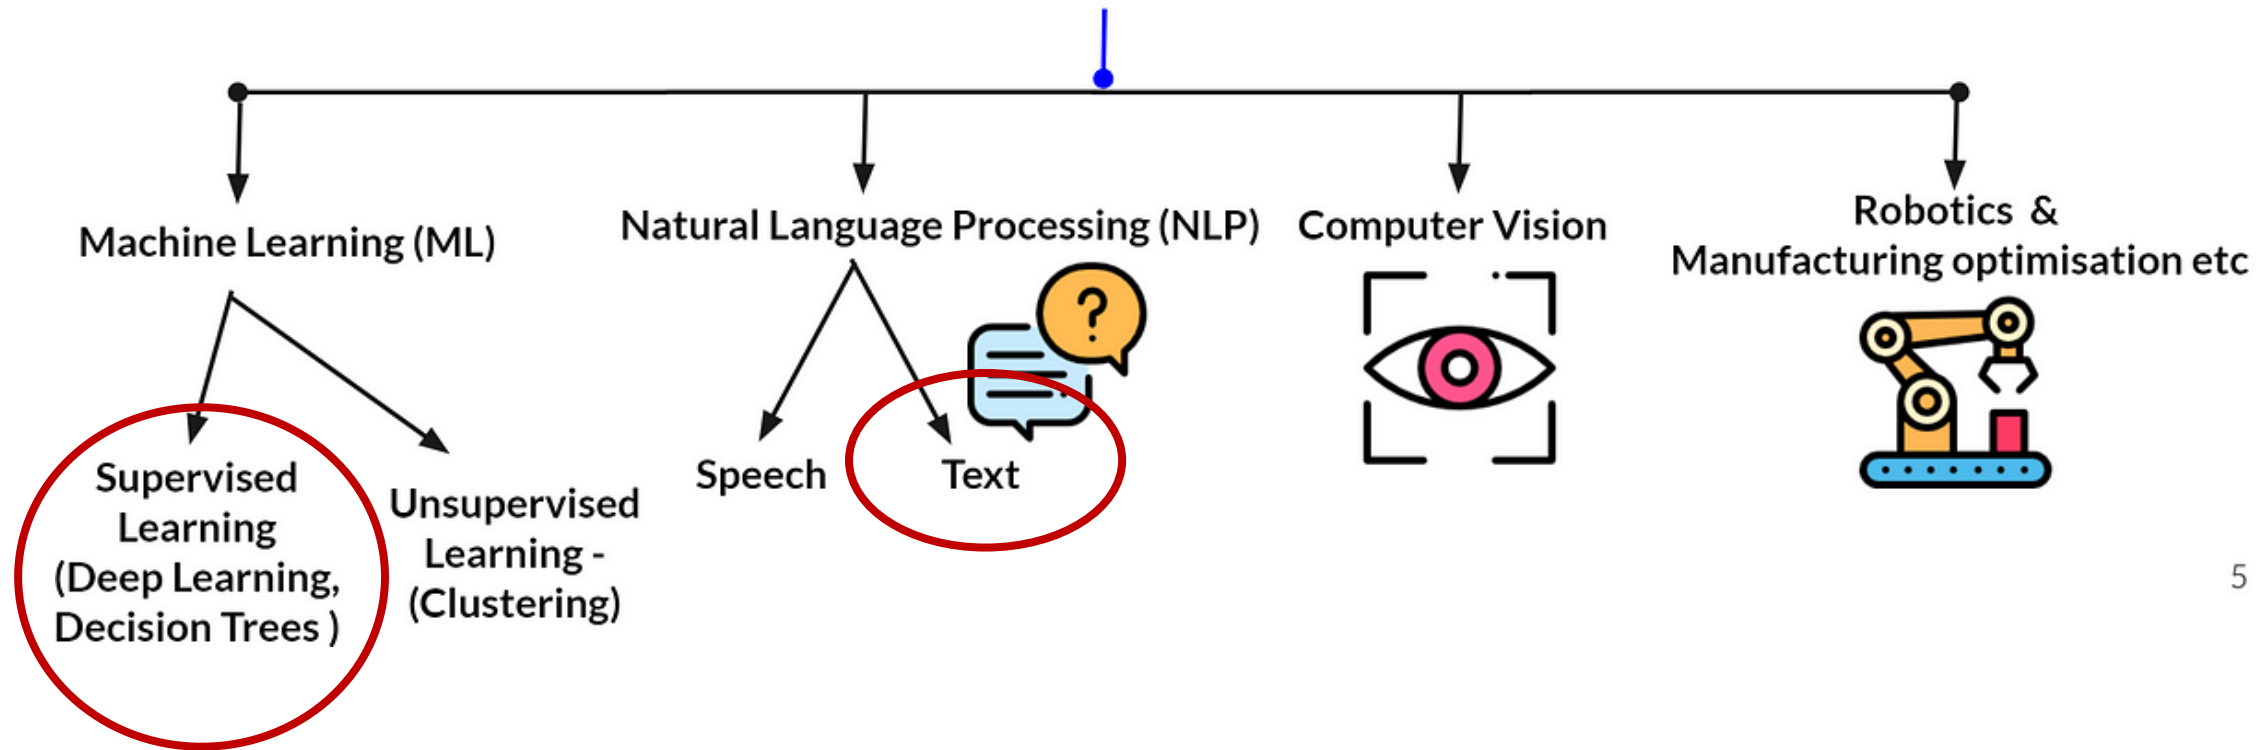 Machine Learning (ML)
Natural Language Processing (NLP)
Computer Vision
Robotics &
Manufacturing optimisation etc
?
Supervised
Learning
(Deep Learning,
Decision Trees )
Unsupervised
Learning -
(Clustering)
Speech
Text
5